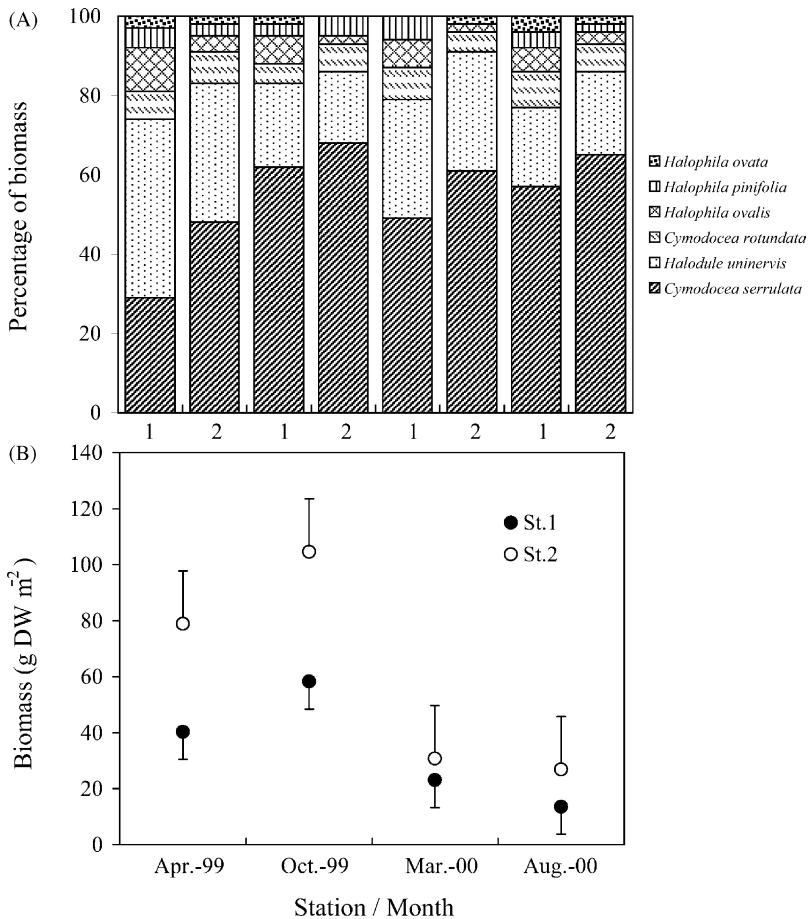 (A)
Percentage of biomass
100
80
60
40
20
0
1 2 1 2 1 2 1 2
Halophila ovata
Halophila pinifolia
Halophila ovalis
Cymodocea rotundata
Halodule uninervis
Cymodocea serrulata
(B)
Biomass (g DW m⁻²)
140
120
100
80
60
40
20
0
St.1
St.2
Apr.-99 Oct.-99 Mar.-00 Aug.-00
Station / Month